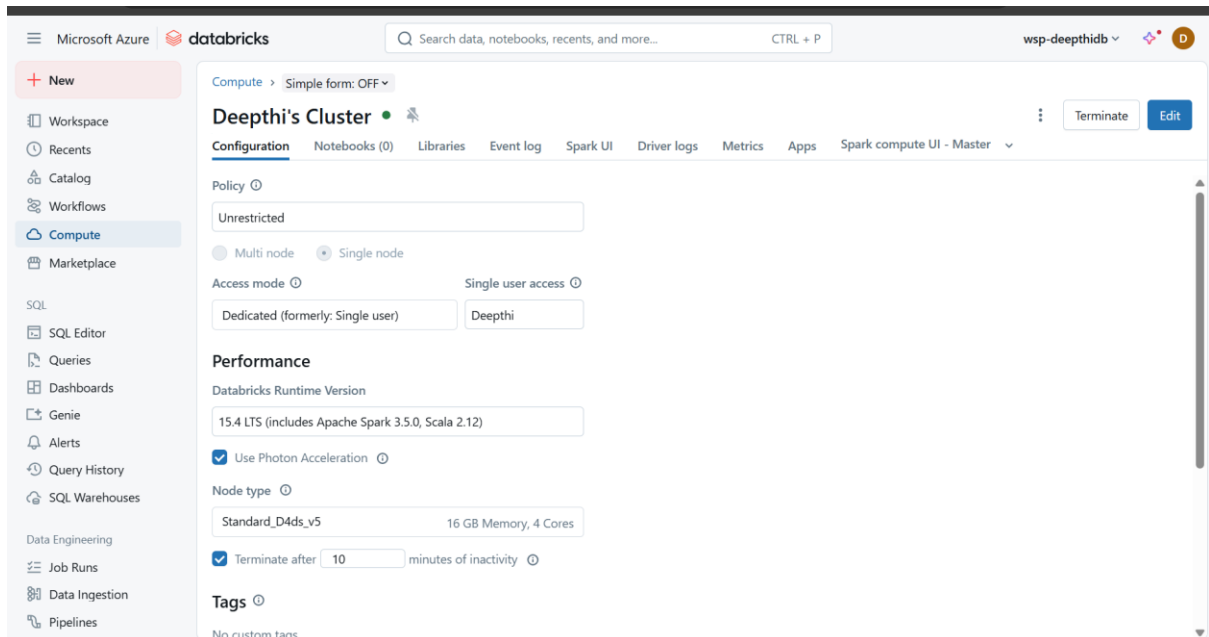 Microsoft Azure databricks Search data, notebooks, recents, and more... CTRL + P wsp-deepthidb D
New
Workspace
Recents
Catalog
Workflows
Compute
Marketplace
SQL
SQL Editor
Queries
Dashboards
Genie
Alerts
Query History
SQL Warehouses
Data Engineering
Job Runs
Data Ingestion
Pipelines
Compute > Simple form: OFF
Deepthi's Cluster
Terminate Edit
Configuration Notebooks (0) Libraries Event log Spark UI Driver logs Metrics Apps Spark compute UI - Master
Policy
Unrestricted
Multi node Single node
Access mode Single user access
Dedicated (formerly: Single user) Deepthi
Performance
Databricks Runtime Version
15.4 LTS (includes Apache Spark 3.5.0, Scala 2.12)
Use Photon Acceleration
Node type
Standard_D4ds_v5 16 GB Memory, 4 Cores
Terminate after 10 minutes of inactivity
Tags
No custom tags